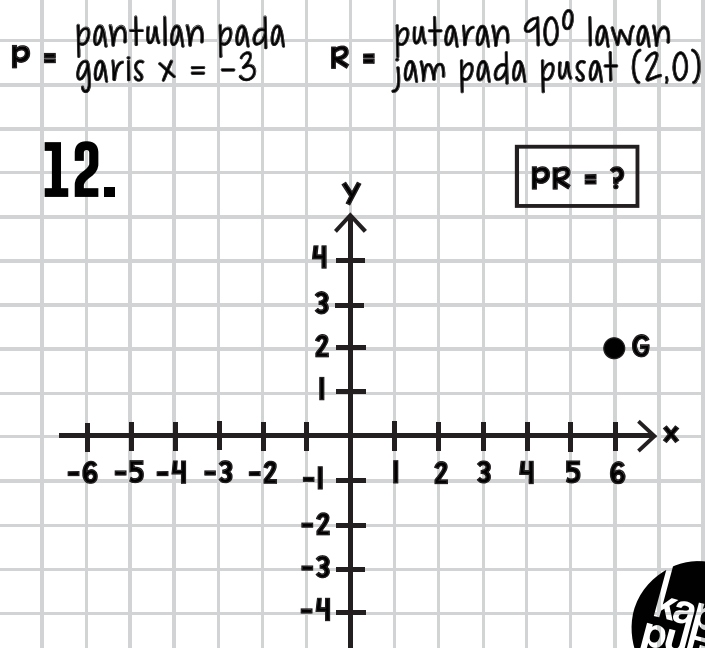 P = pantulan pada garis x = -3
R = putaran 90⁰ lawan jam pada pusat (2,0)
12.
PR = ?
y
4
3
2
1
G
x
-6 -5 -4 -3 -2 1 2 3 4 5 6
-1
-2
-3
-4